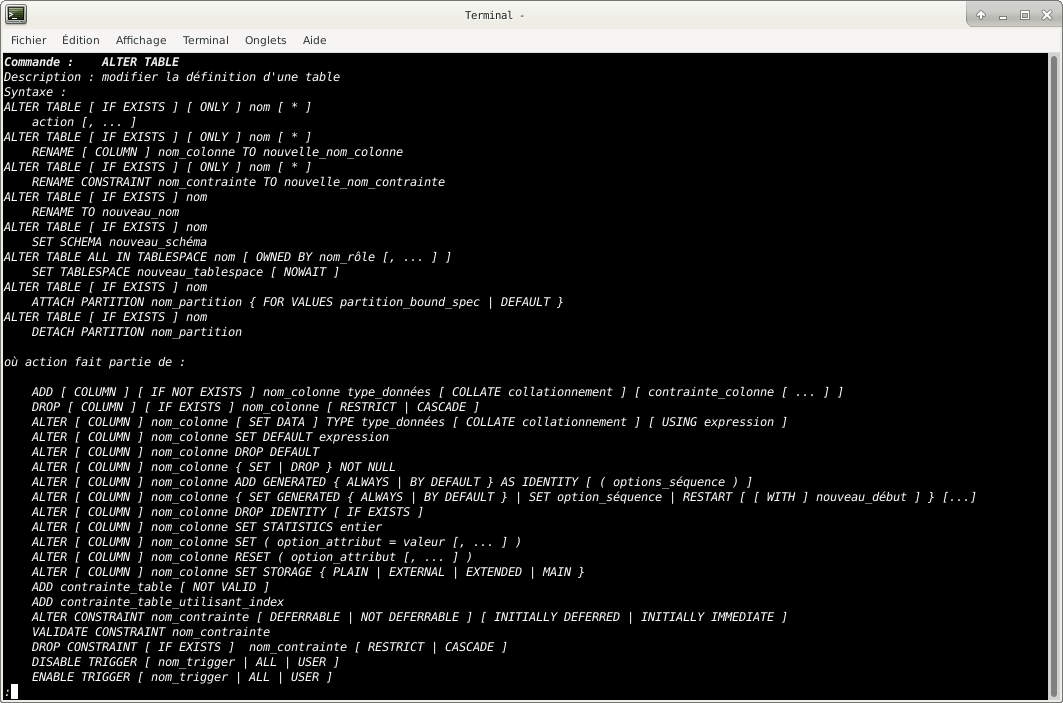 Terminal -
Fichier Édition Affichage Terminal Onglets Aide
Commande :    ALTER TABLE
Description : modifier la définition d'une table
Syntaxe :
ALTER TABLE [ IF EXISTS ] [ ONLY ] nom [ * ]
    action [, ... ]
ALTER TABLE [ IF EXISTS ] [ ONLY ] nom [ * ]
    RENAME [ COLUMN ] nom_colonne TO nouvelle_nom_colonne
ALTER TABLE [ IF EXISTS ] [ ONLY ] nom [ * ]
    RENAME CONSTRAINT nom_contrainte TO nouvelle_nom_contrainte
ALTER TABLE [ IF EXISTS ] nom
    RENAME TO nouveau_nom
ALTER TABLE [ IF EXISTS ] nom
    SET SCHEMA nouveau_schéma
ALTER TABLE ALL IN TABLESPACE nom [ OWNED BY nom_rôle [, ... ] ]
    SET TABLESPACE nouveau_tablespace [ NOWAIT ]
ALTER TABLE [ IF EXISTS ] nom
    ATTACH PARTITION nom_partition { FOR VALUES partition_bound_spec | DEFAULT }
ALTER TABLE [ IF EXISTS ] nom
    DETACH PARTITION nom_partition

où action fait partie de :

    ADD [ COLUMN ] [ IF NOT EXISTS ] nom_colonne type_données [ COLLATE collationnement ] [ contrainte_colonne [ ... ] ]
    DROP [ COLUMN ] [ IF EXISTS ] nom_colonne [ RESTRICT | CASCADE ]
    ALTER [ COLUMN ] nom_colonne [ SET DATA ] TYPE type_données [ COLLATE collationnement ] [ USING expression ]
    ALTER [ COLUMN ] nom_colonne SET DEFAULT expression
    ALTER [ COLUMN ] nom_colonne DROP DEFAULT
    ALTER [ COLUMN ] nom_colonne { SET | DROP } NOT NULL
    ALTER [ COLUMN ] nom_colonne ADD GENERATED { ALWAYS | BY DEFAULT } AS IDENTITY [ ( options_séquence ) ]
    ALTER [ COLUMN ] nom_colonne { SET GENERATED { ALWAYS | BY DEFAULT } | SET option_séquence | RESTART [ [ WITH ] nouveau_début ] } [...]
    ALTER [ COLUMN ] nom_colonne DROP IDENTITY [ IF EXISTS ]
    ALTER [ COLUMN ] nom_colonne SET STATISTICS entier
    ALTER [ COLUMN ] nom_colonne SET ( option_attribut = valeur [, ... ] )
    ALTER [ COLUMN ] nom_colonne RESET ( option_attribut [, ... ] )
    ALTER [ COLUMN ] nom_colonne SET STORAGE { PLAIN | EXTERNAL | EXTENDED | MAIN }
    ADD contrainte_table [ NOT VALID ]
    ADD contrainte_table_utilisant_index
    ALTER CONSTRAINT nom_contrainte [ DEFERRABLE | NOT DEFERRABLE ] [ INITIALLY DEFERRED | INITIALLY IMMEDIATE ]
    VALIDATE CONSTRAINT nom_contrainte
    DROP CONSTRAINT [ IF EXISTS ]  nom_contrainte [ RESTRICT | CASCADE ]
    DISABLE TRIGGER [ nom_trigger | ALL | USER ]
    ENABLE TRIGGER [ nom_trigger | ALL | USER ]
: